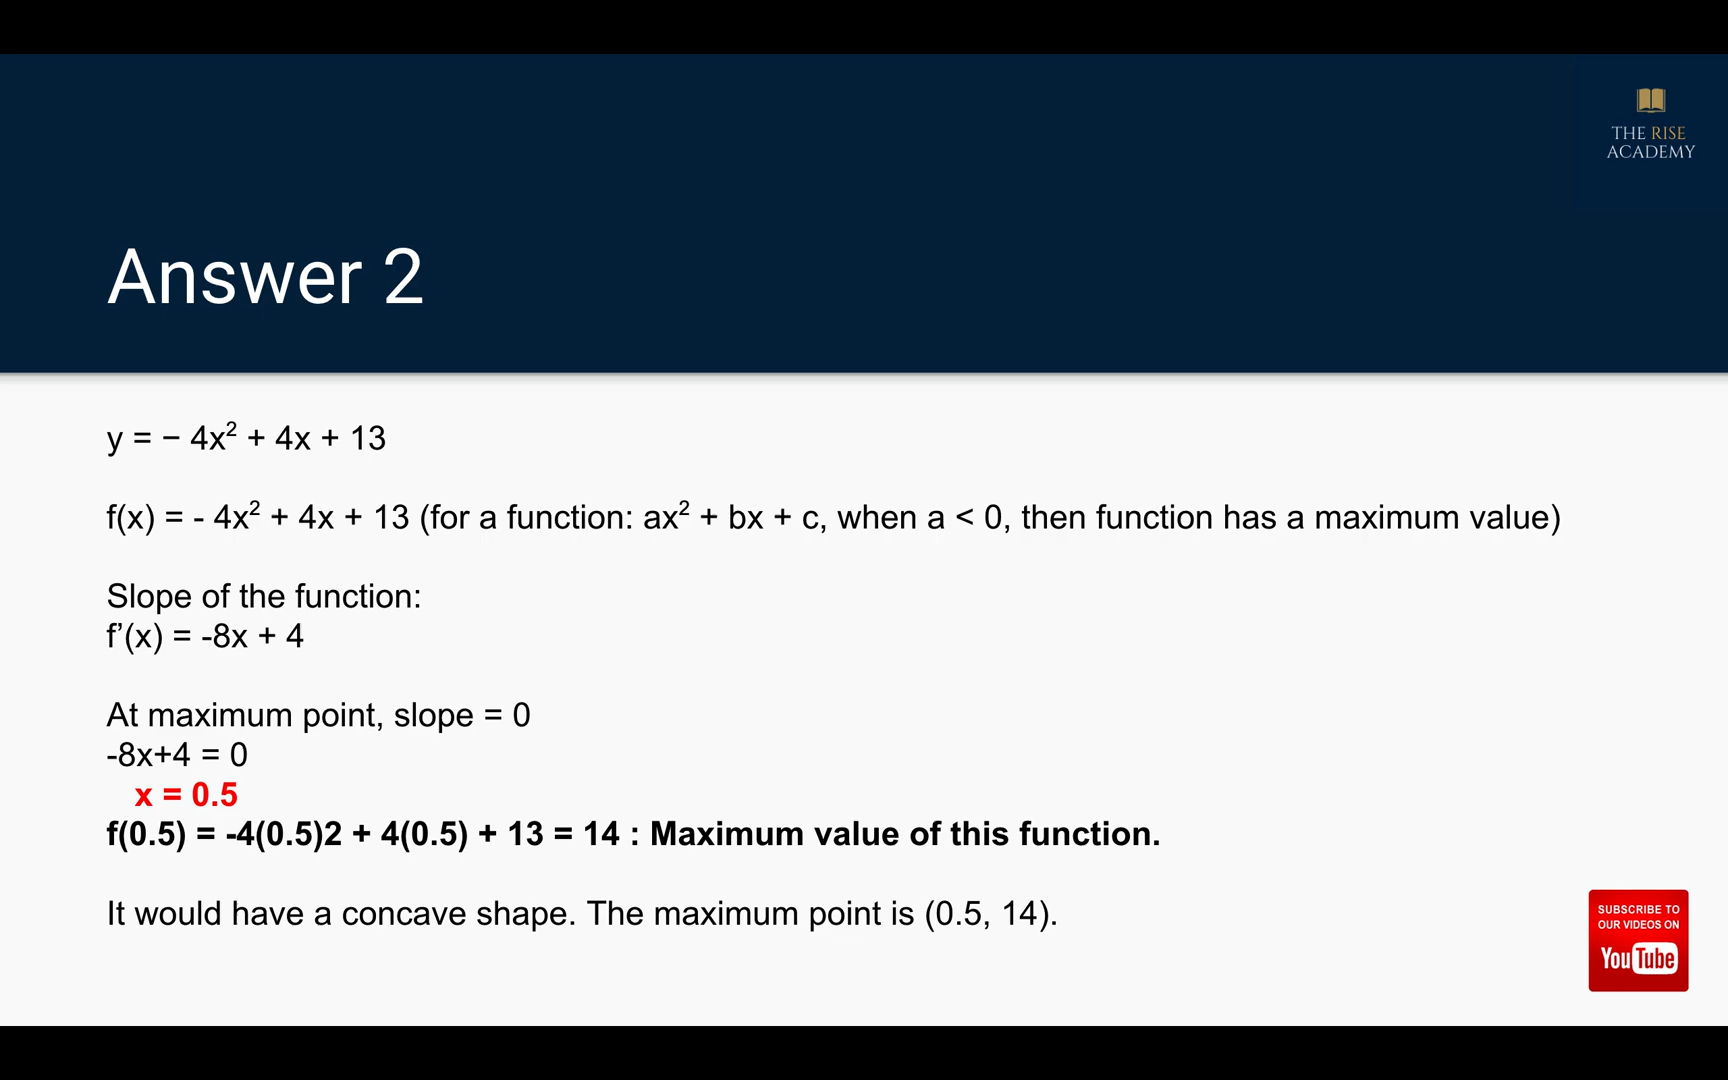 THE RISE
ACADEMY
Answer 2
y = − 4x² + 4x + 13
f(x) = - 4x² + 4x + 13 (for a function: ax² + bx + c, when a < 0, then function has a maximum value)
Slope of the function:
f’(x) = -8x + 4
At maximum point, slope = 0
-8x+4 = 0
x = 0.5
f(0.5) = -4(0.5)2 + 4(0.5) + 13 = 14 : Maximum value of this function.
It would have a concave shape. The maximum point is (0.5, 14).
SUBSCRIBE TO
OUR VIDEOS ON
YouTube